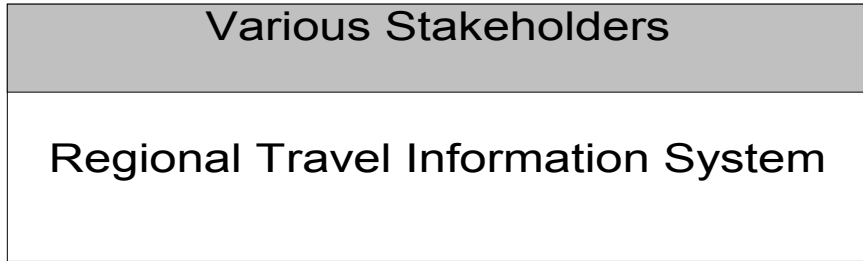 Various Stakeholders
Regional Travel Information System